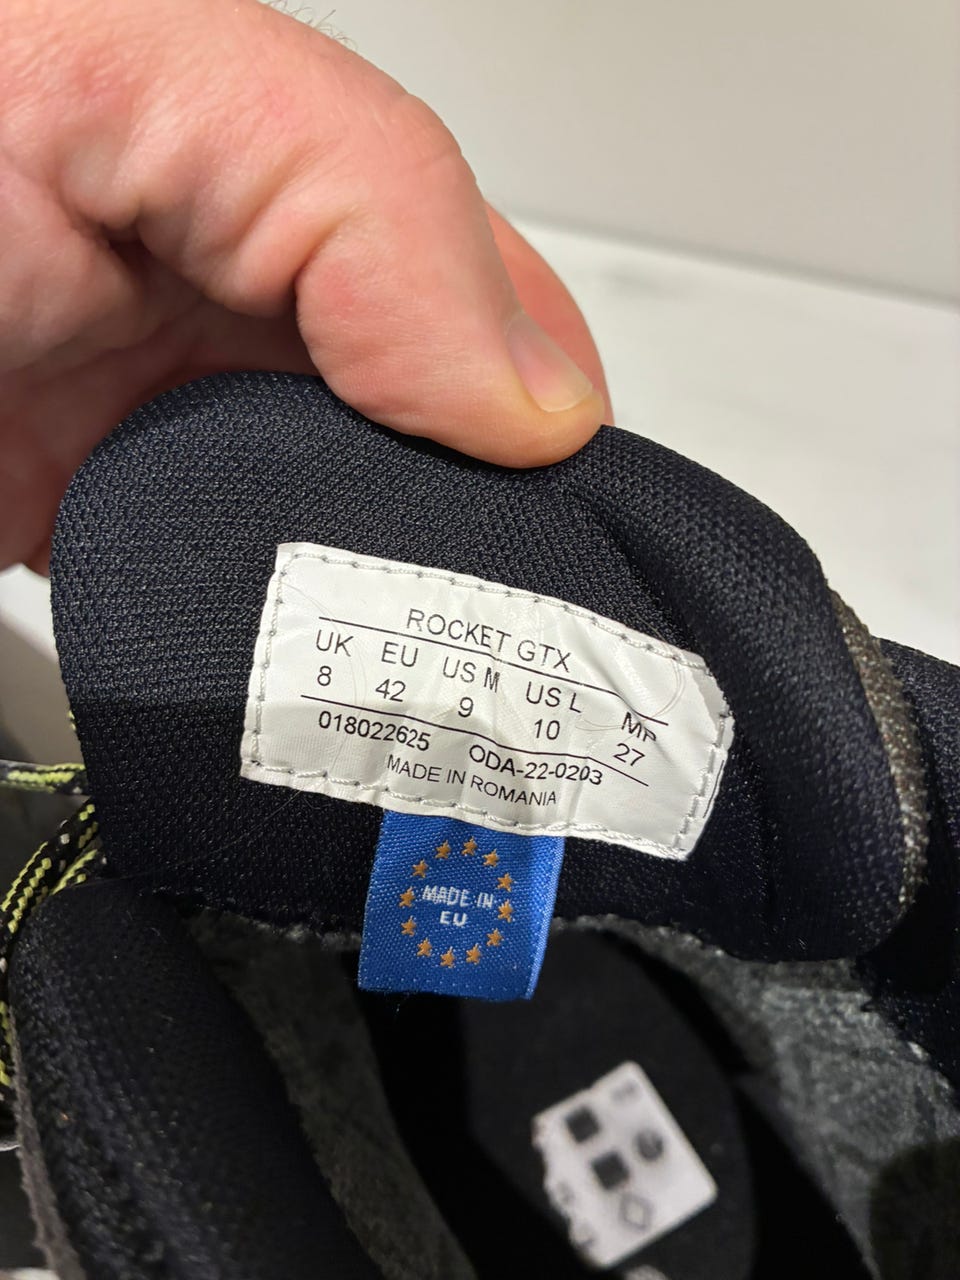 ROCKET GTX
UK EU US M US L MP
8 42 9 10 27
018022625 ODA-22-0203
MADE IN ROMANIA
MADE IN
EU